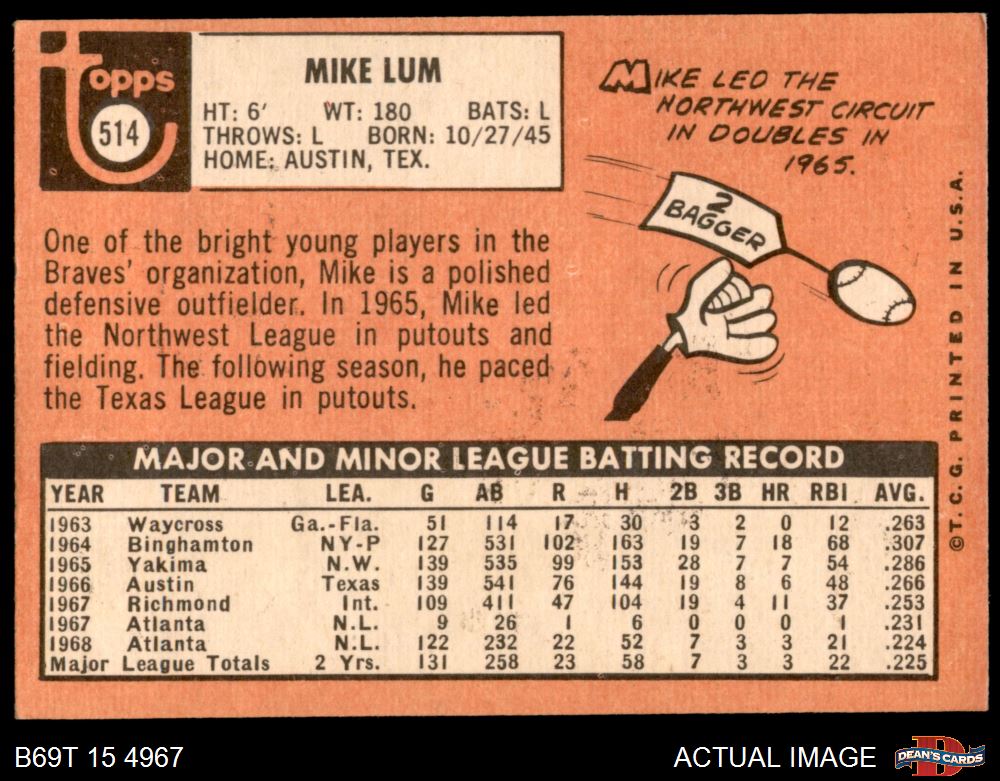 Topps
514
MIKE LUM
HT: 6' WT: 180 BATS: L
THROWS: L BORN: 10/27/45
HOME: AUSTIN, TEX.
MIKE LED THE
NORTHWEST CIRCUIT
IN DOUBLES IN
1965.
2
BAGGER
One of the bright young players in the
Braves' organization, Mike is a polished
defensive outfielder. In 1965, Mike led
the Northwest League in putouts and
fielding. The following season, he paced
the Texas League in putouts.
©T.C.G. PRINTED IN U.S.A.
MAJOR AND MINOR LEAGUE BATTING RECORD
YEAR TEAM LEA. G AB R H 2B 3B HR RBI AVG.
1963 Waycross Ga.-Fla. 51 114 17 30 3 2 0 12 .263
1964 Binghamton NY-P 127 531 102 163 19 7 18 68 .307
1965 Yakima N.W. 139 535 99 153 28 7 7 54 .286
1966 Austin Texas 139 541 76 144 19 8 6 48 .266
1967 Richmond Int. 109 411 47 104 19 4 11 37 .253
1967 Atlanta N.L. 9 26 1 6 0 0 0 1 .231
1968 Atlanta N.L. 122 232 22 52 7 3 3 21 .224
Major League Totals 2 Yrs. 131 258 23 58 7 3 3 22 .225
B69T 15 4967
ACTUAL IMAGE
D
DEAN'S CARDS